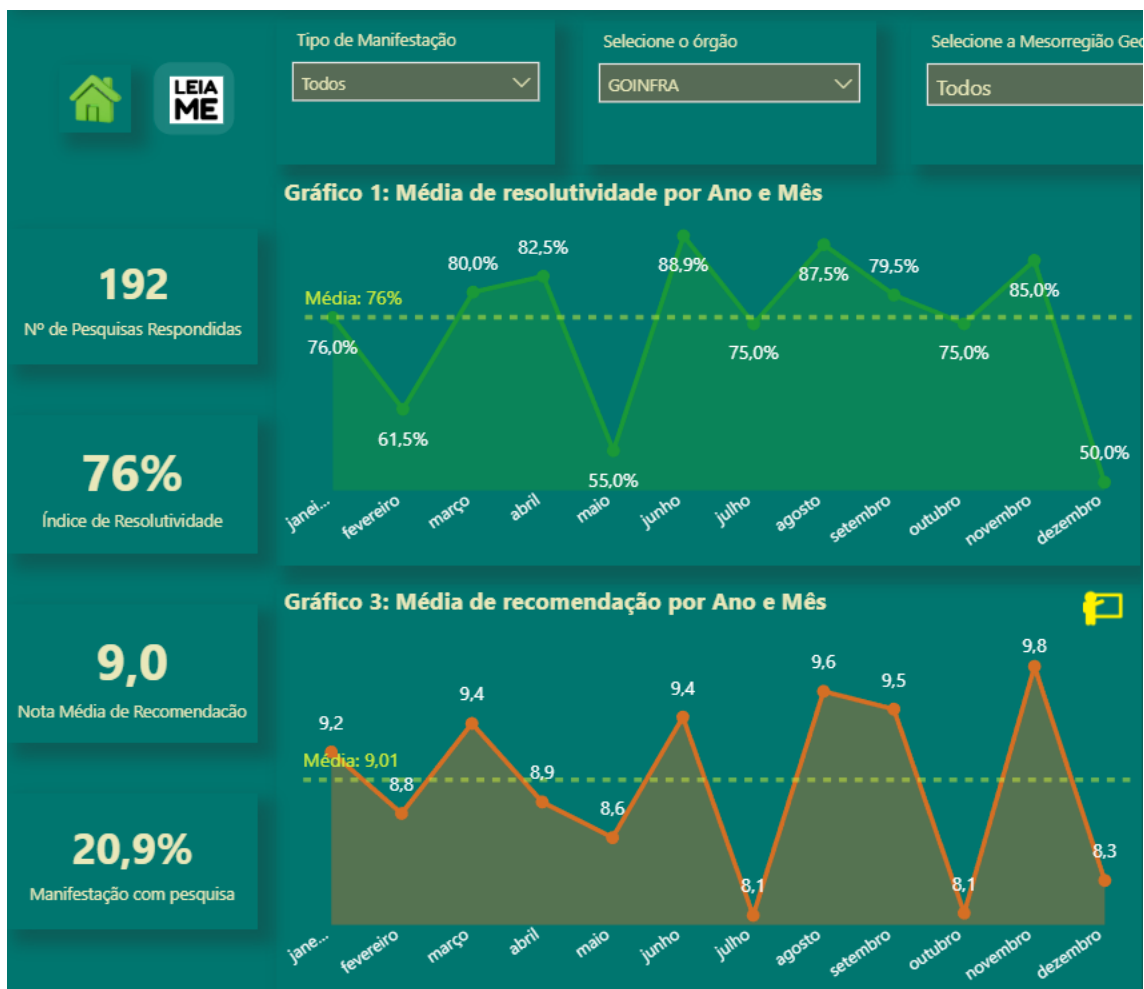 LEIA
ME
Tipo de Manifestação
Todos
Selecione o órgão
GOINFRA
Selecione a Mesorregião Geo
Todos
192
Nº de Pesquisas Respondidas
76%
Índice de Resolutividade
9,0
Nota Média de Recomendacão
20,9%
Manifestação com pesquisa
Gráfico 1: Média de resolutividade por Ano e Mês
Média: 76%
76,0%
61,5%
80,0%
82,5%
55,0%
88,9%
75,0%
87,5%
79,5%
75,0%
85,0%
50,0%
janei...
fevereiro
março
abril
maio
junho
julho
agosto
setembro
outubro
novembro
dezembro
Gráfico 3: Média de recomendação por Ano e Mês
Média: 9,01
9,2
8,8
9,4
8,9
8,6
9,4
8,1
9,6
9,5
8,1
9,8
8,3
jane...
fevereiro
março
abril
maio
junho
julho
agosto
setembro
outubro
novembro
dezembro